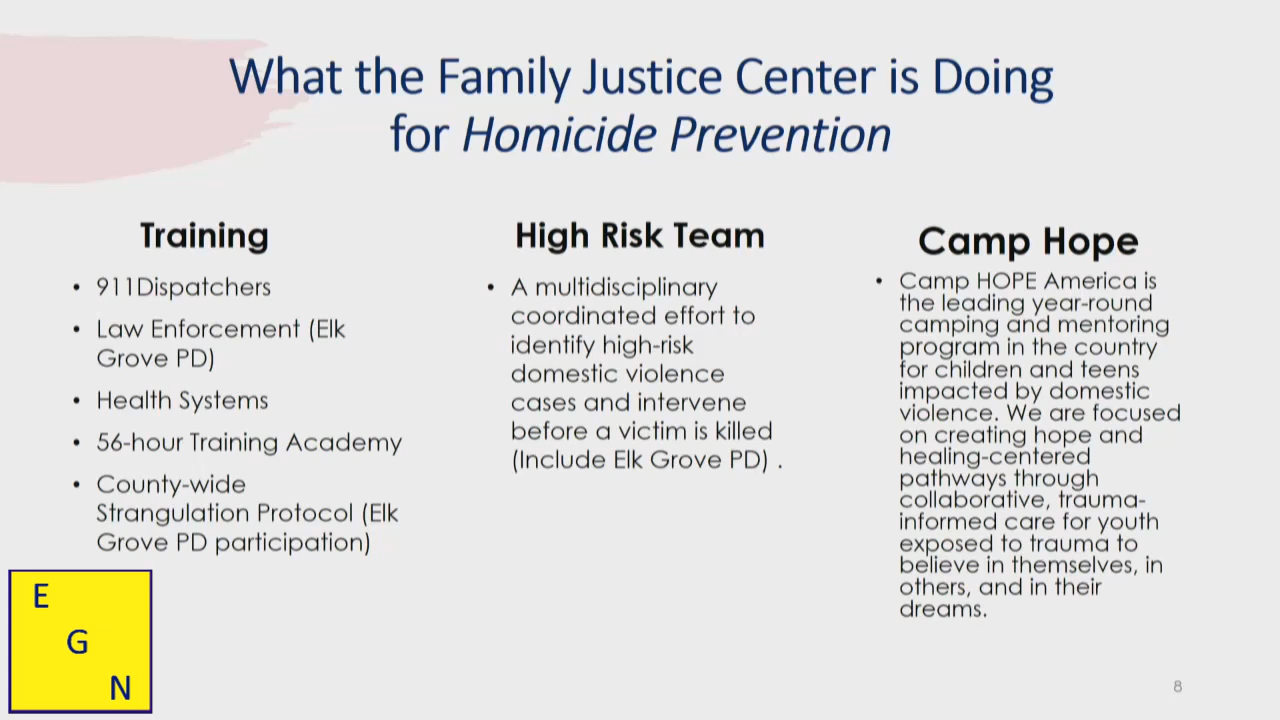 What the Family Justice Center is Doing
for Homicide Prevention
Training
• 911Dispatchers
• Law Enforcement (Elk
Grove PD)
• Health Systems
• 56-hour Training Academy
• County-wide
Strangulation Protocol (Elk
Grove PD participation)
High Risk Team
• A multidisciplinary
coordinated effort to
identify high-risk
domestic violence
cases and intervene
before a victim is killed
(Include Elk Grove PD) .
Camp Hope
• Camp HOPE America is
the leading year-round
camping and mentoring
program in the country
for children and teens
impacted by domestic
violence. We are focused
on creating hope and
healing-centered
pathways through
collaborative, trauma-
informed care for youth
exposed to trauma to
believe in themselves, in
others, and in their
dreams.
E
G
N
8